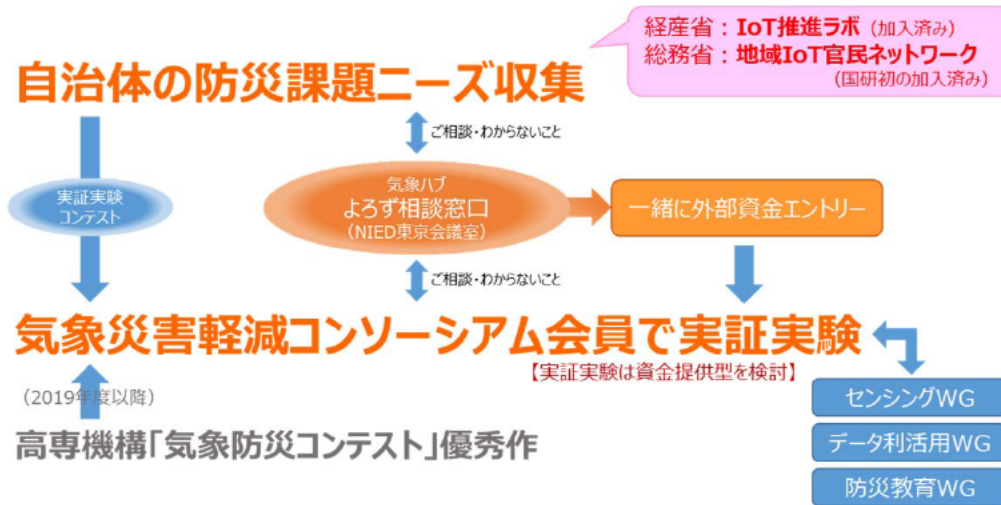 経産省：IoT推進ラボ（加入済み）
総務省：地域IoT官民ネットワーク
（国研初の加入済み）
自治体の防災課題ニーズ収集
ご相談・わからないこと
実証実験
コンテスト
気象ハブ
よろず相談窓口
（NIED東京会議室）
一緒に外部資金エントリー
ご相談・わからないこと
気象災害軽減コンソーシアム会員で実証実験
【実証実験は資金提供型を検討】
（2019年度以降）
高専機構「気象防災コンテスト」優秀作
センシングWG
データ利活用WG
防災教育WG